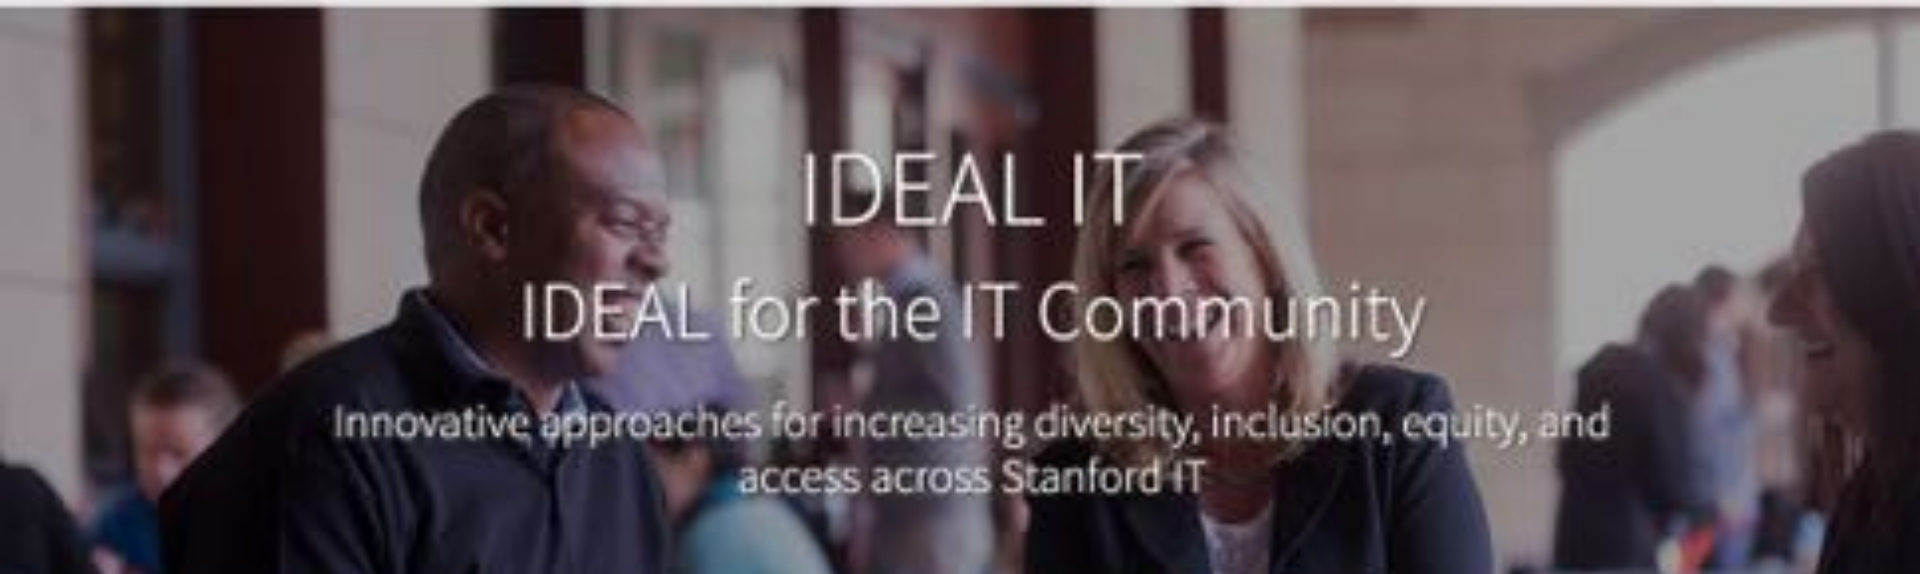 IDEAL IT
IDEAL for the IT Community
Innovative approaches for increasing diversity, inclusion, equity, and
access across Stanford IT